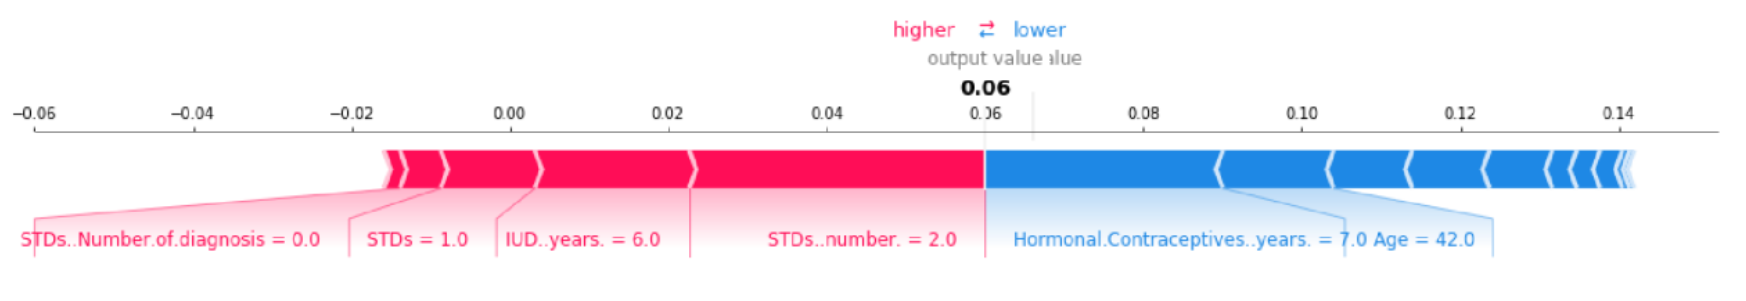 higher ⇄ lower
output value alue
0.06
−0.06 −0.04 −0.02 0.00 0.02 0.04 0.06 0.08 0.10 0.12 0.14
STDs..Number.of.diagnosis = 0.0 STDs = 1.0 IUD..years. = 6.0 STDs..number. = 2.0 Hormonal.Contraceptives..years. = 7.0 Age = 42.0